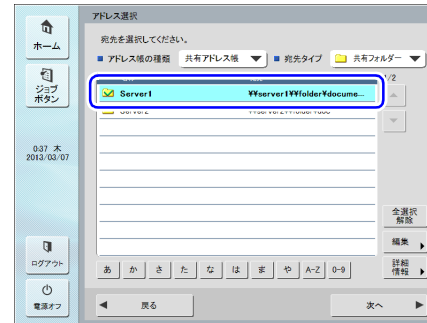 アドレス選択
宛先を選択してください。
アドレス帳の種類 共有アドレス帳 宛先タイプ 共有フォルダー
1/2
Server1 ¥¥server1¥folder¥docume...
全選択
解除
編集
詳細
情報
あ か さ た な は ま や A-Z 0-9
戻る 次へ
ホーム
ジョブ
ボタン
0:37 木
2013/03/07
ログアウト
電源オフ